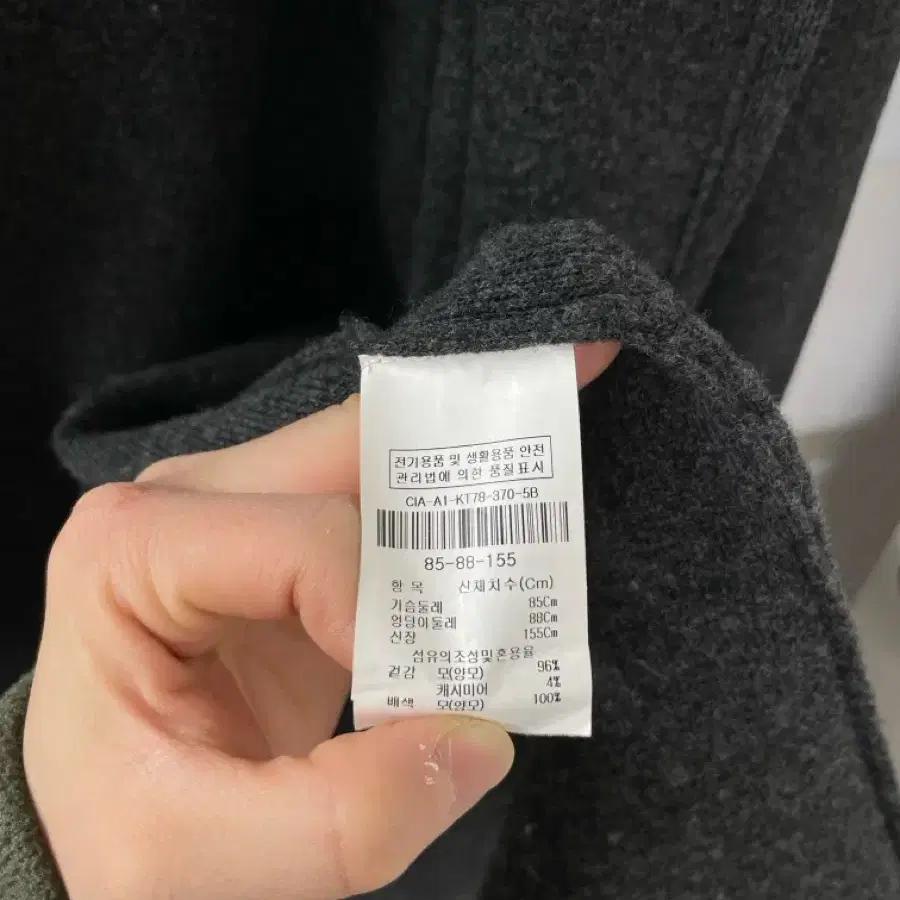 전기용품 및 생활용품 안전
관리법에 의한 품질표시
CIA-A1-KT78-370-5B
85-88-155
항 목 신체치수(Cm)
가슴둘레 85Cm
엉덩이둘레 88Cm
신장 155Cm
섬유의조성및혼용율
겉감 모(양모) 96%
캐시미어 4%
배색 모(양모) 100%